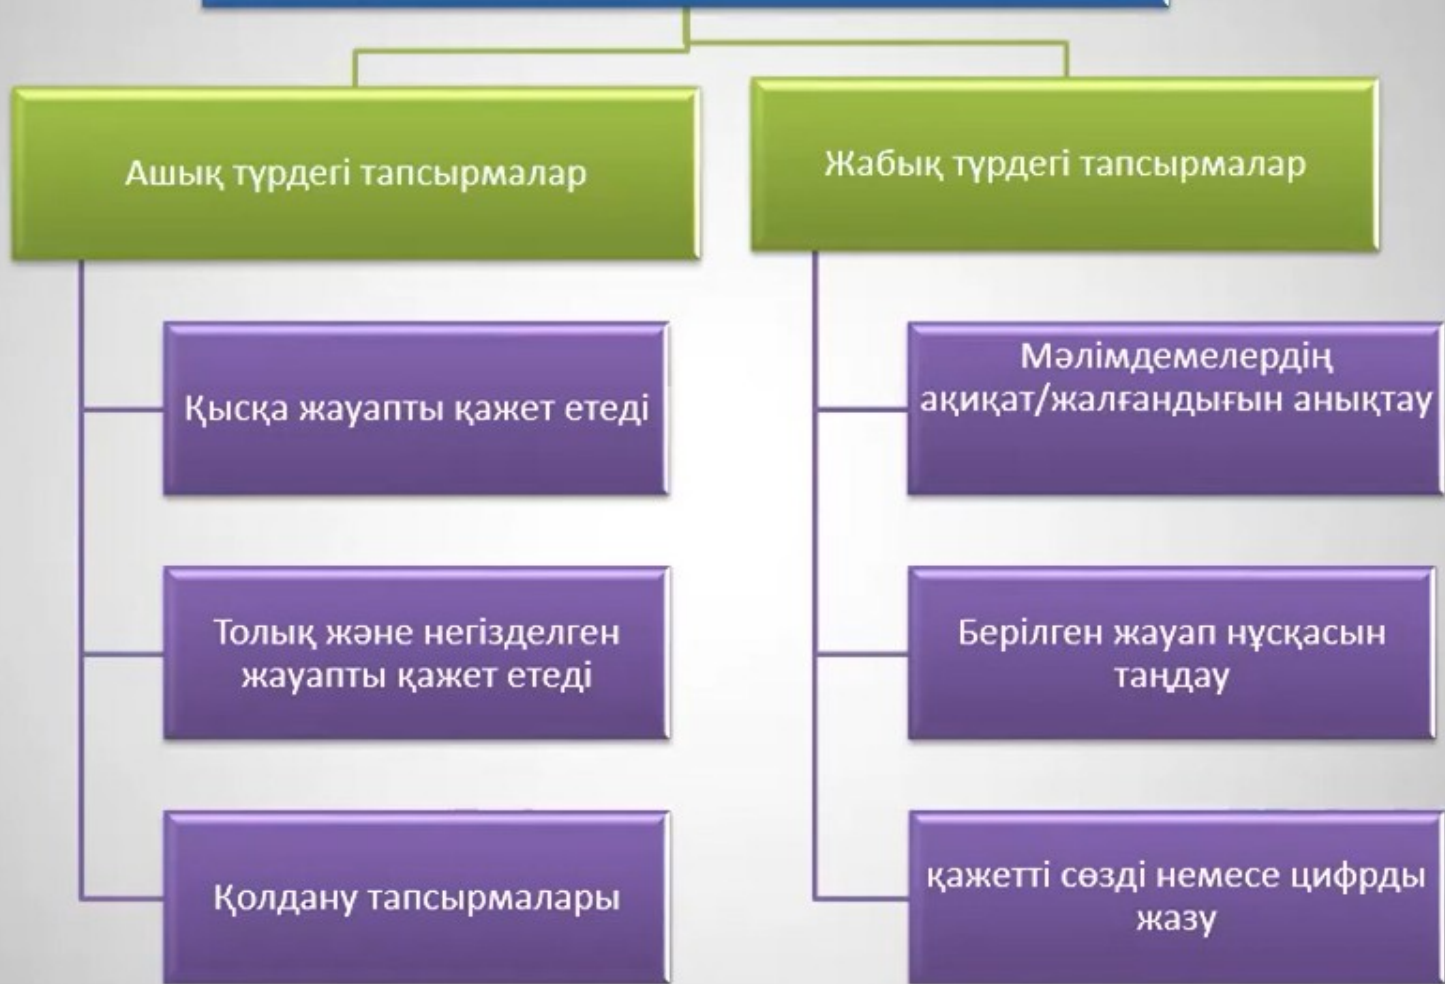 Ашық түрдегі тапсырмалар
Жабық түрдегі тапсырмалар
Қысқа жауапты қажет етеді
Мәлімдемелердің
ақиқат/жалғандығын анықтау
Толық және негізделген
жауапты қажет етеді
Берілген жауап нұсқасын
таңдау
Қолдану тапсырмалары
қажетті сөзді немесе цифрды
жазу